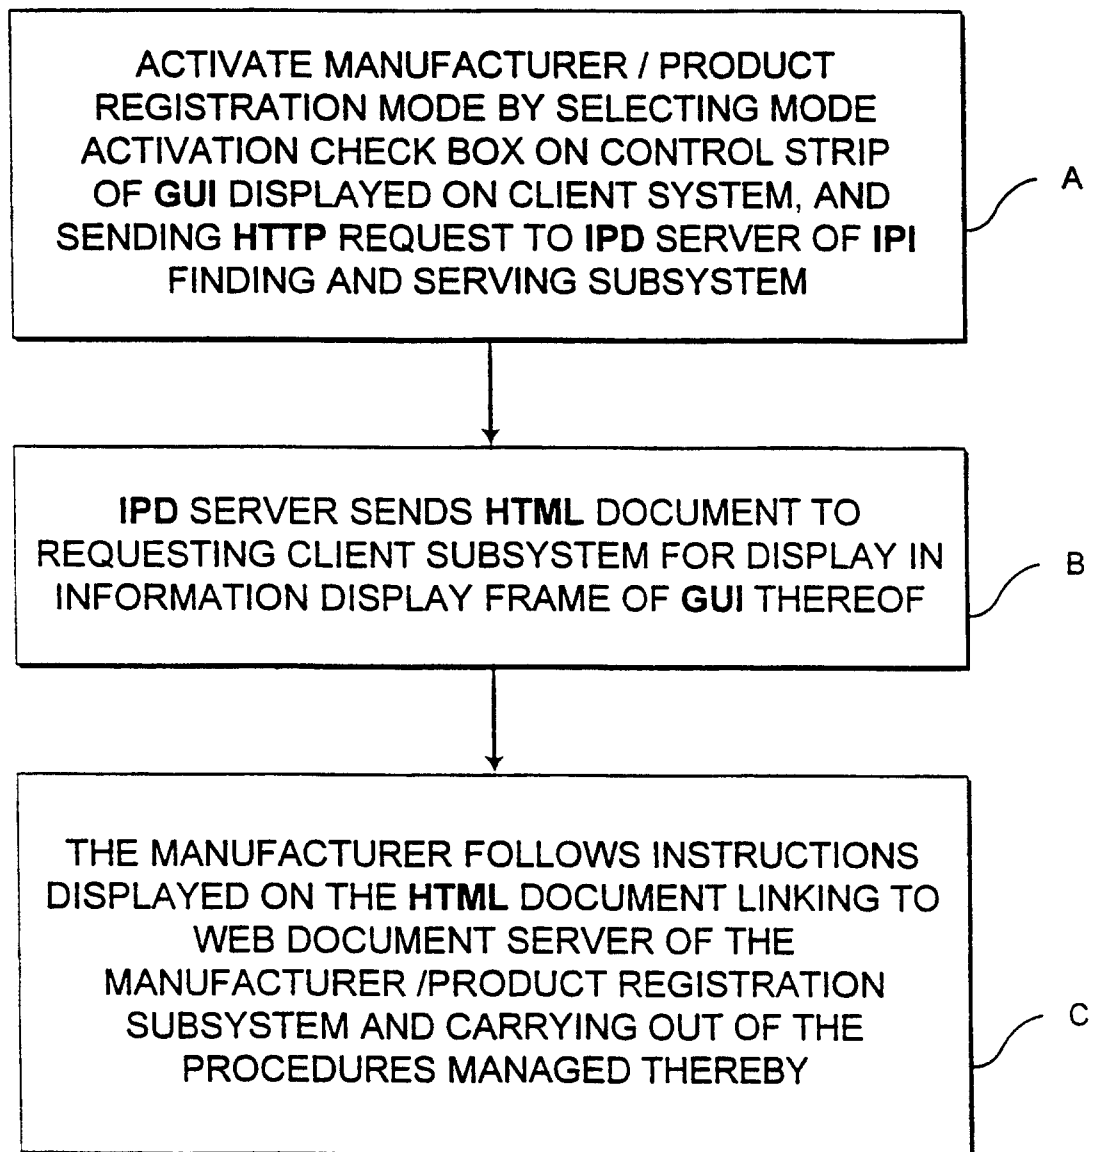 ACTIVATE MANUFACTURER / PRODUCT
REGISTRATION MODE BY SELECTING MODE
ACTIVATION CHECK BOX ON CONTROL STRIP
OF GUI DISPLAYED ON CLIENT SYSTEM, AND
SENDING HTTP REQUEST TO IPD SERVER OF IPI
FINDING AND SERVING SUBSYSTEM
A
IPD SERVER SENDS HTML DOCUMENT TO
REQUESTING CLIENT SUBSYSTEM FOR DISPLAY IN
INFORMATION DISPLAY FRAME OF GUI THEREOF
B
THE MANUFACTURER FOLLOWS INSTRUCTIONS
DISPLAYED ON THE HTML DOCUMENT LINKING TO
WEB DOCUMENT SERVER OF THE
MANUFACTURER /PRODUCT REGISTRATION
SUBSYSTEM AND CARRYING OUT OF THE
PROCEDURES MANAGED THEREBY
C